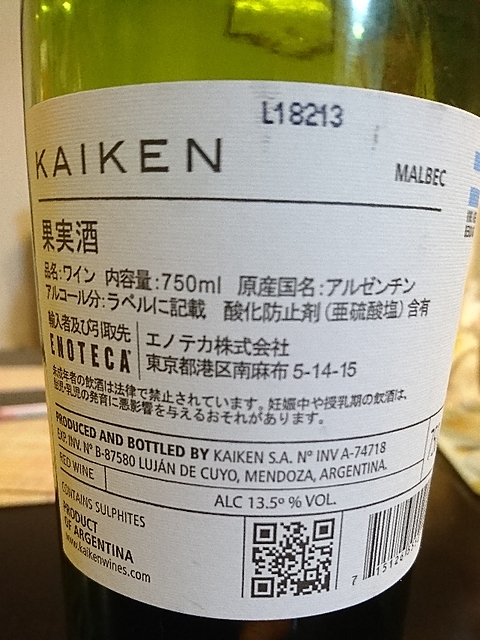 L18213
KAIKEN
MALBEC
果実酒
品名:ワイン 内容量:750ml 原産国名:アルゼンチン
アルコール分:ラベルに記載 酸化防止剤(亜硫酸塩)含有
輸入者及び引取先
ENOTECA
エノテカ株式会社
東京都港区南麻布 5-14-15
未成年者の飲酒は法律で禁止されています。妊娠中や授乳期の飲酒は、
胎児・乳児の発育に悪影響を与えるおそれがあります。
PRODUCED AND BOTTLED BY KAIKEN S.A. Nº INV A-74718
EXP. INV. Nº B-87580 LUJÁN DE CUYO, MENDOZA, ARGENTINA.
RED WINE
ALC 13.5º % VOL.
CONTAINS SULPHITES
PRODUCT
OF ARGENTINA
www.kaikenwines.com